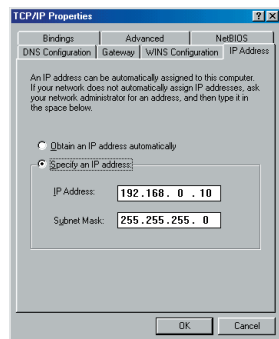 TCP/IP Properties
Bindings Advanced NetBIOS
DNS Configuration Gateway WINS Configuration IP Address
An IP address can be automatically assigned to this computer.
If your network does not automatically assign IP addresses, ask
your network administrator for an address, and then type it in
the space below.
Obtain an IP address automatically
Specify an IP address:
IP Address: 192.168. 0 .10
Subnet Mask: 255.255.255. 0
OK Cancel